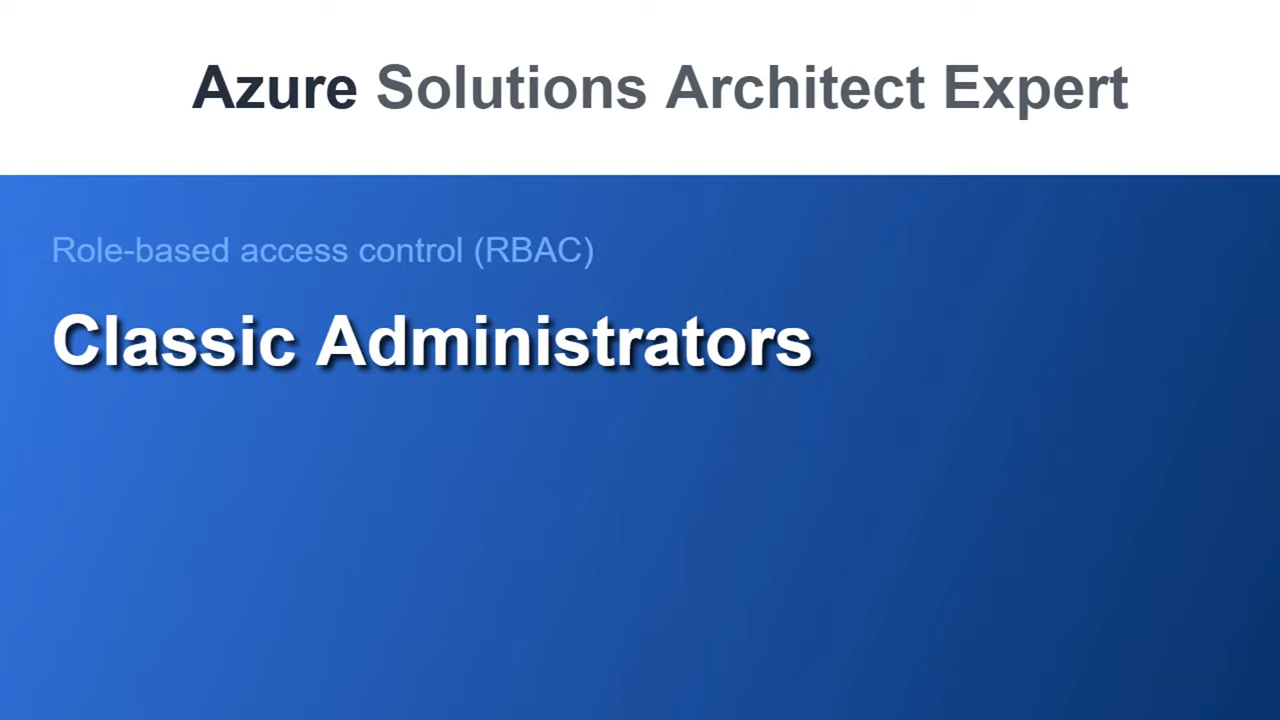 Azure Solutions Architect Expert
Role-based access control (RBAC)
Classic Administrators